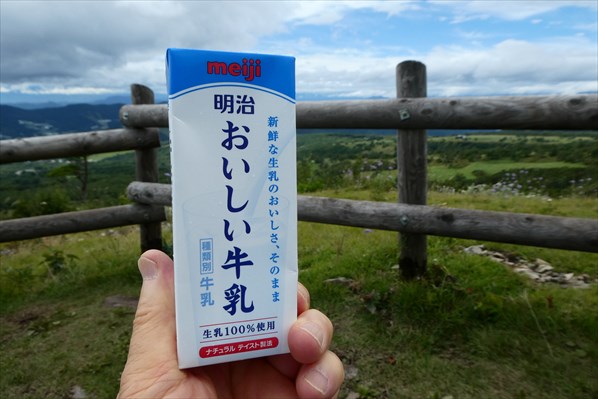 meiji
明治
おいしい牛乳
新鮮な生乳のおいしさ、そのまま
種類別
牛乳
生乳100%使用
ナチュラル テイスト製法